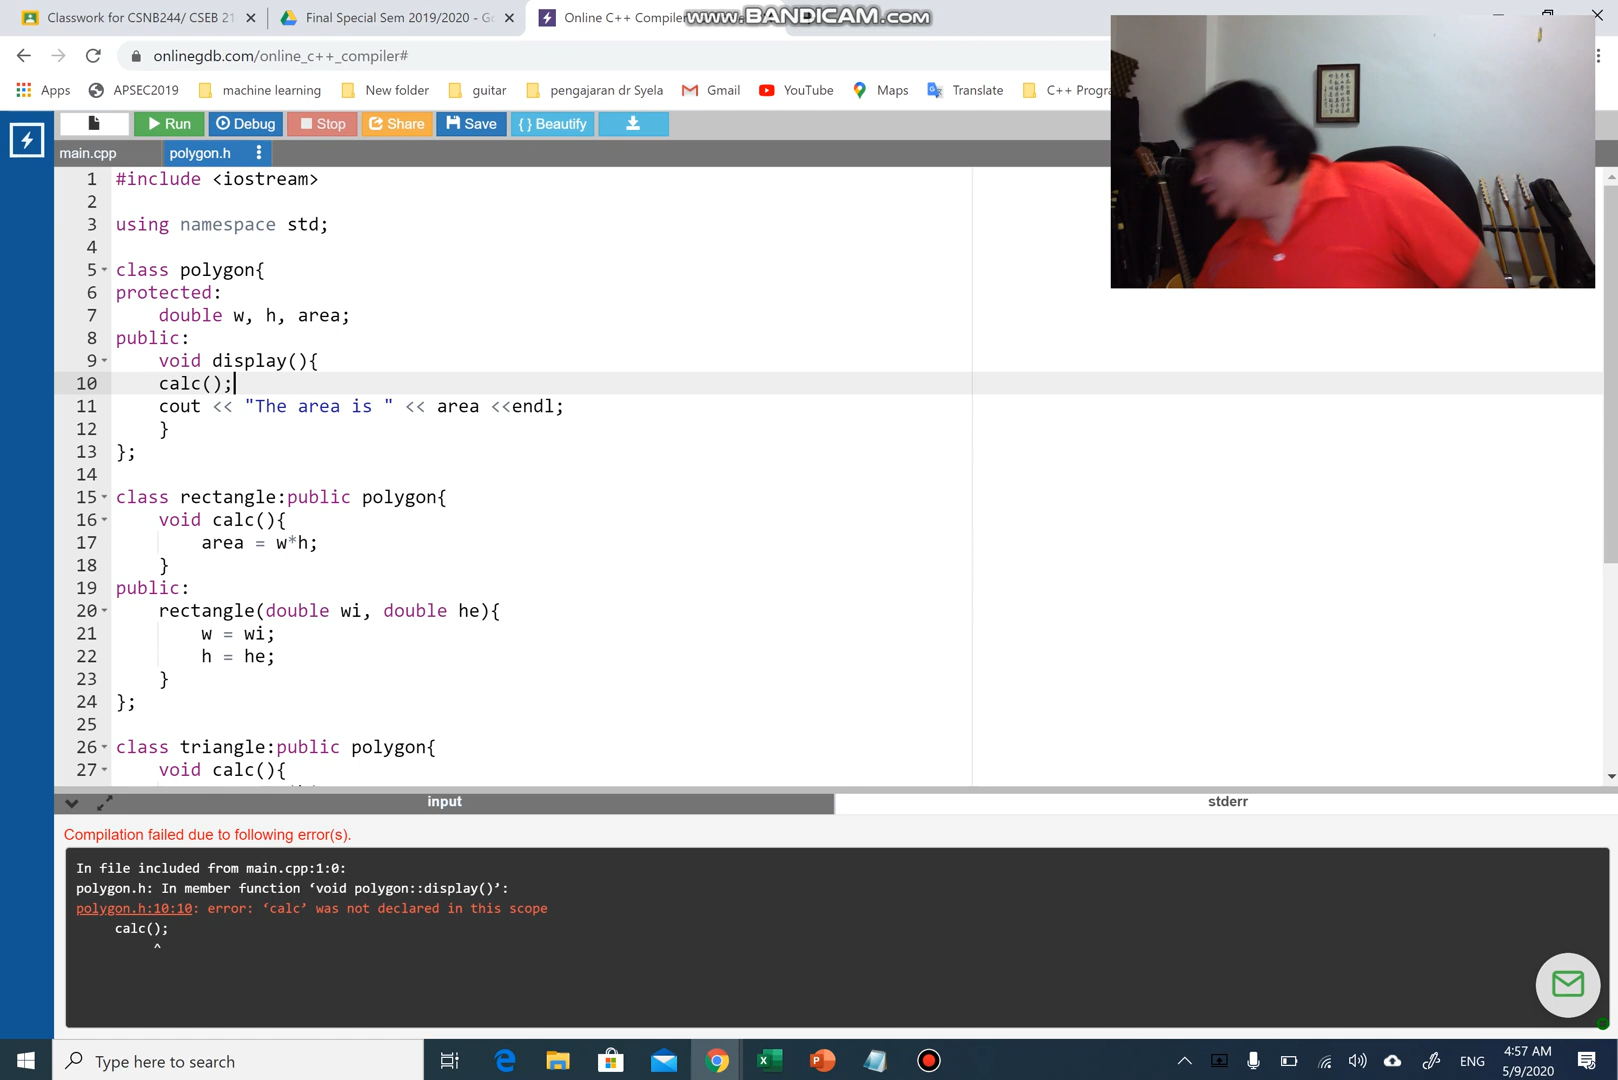 Classwork for CSNB244/ CSEB 21
Final Special Sem 2019/2020 - Go
Online C++ Compiler
www.BANDICAM.com
onlinegdb.com/online_c++_compiler#
Apps
APSEC2019
machine learning
New folder
guitar
pengajaran dr Syela
Gmail
YouTube
Maps
Translate
C++ Progra
Run
Debug
Stop
Share
Save
{ } Beautify
main.cpp
polygon.h
1 #include <iostream>
2
3 using namespace std;
4
5 class polygon{
6 protected:
7 double w, h, area;
8 public:
9 void display(){
10 calc();
11 cout << "The area is " << area <<endl;
12 }
13 };
14
15 class rectangle:public polygon{
16 void calc(){
17 area = w*h;
18 }
19 public:
20 rectangle(double wi, double he){
21 w = wi;
22 h = he;
23 }
24 };
25
26 class triangle:public polygon{
27 void calc(){
input
stderr
Compilation failed due to following error(s).
In file included from main.cpp:1:0:
polygon.h: In member function ‘void polygon::display()’:
polygon.h:10:10: error: ‘calc’ was not declared in this scope
calc();
^
Type here to search
ENG
4:57 AM
5/9/2020